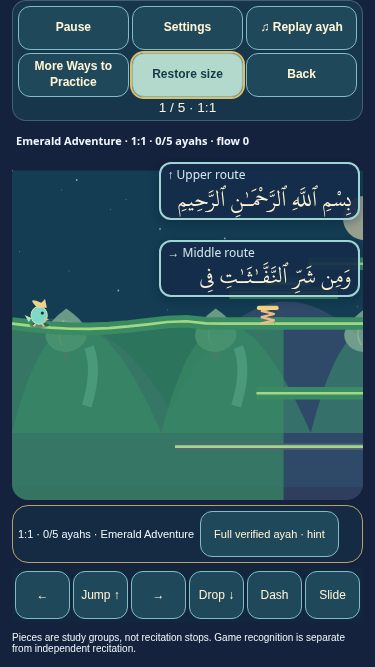 Pause
Settings
♫ Replay ayah
More Ways to
Practice
Restore size
Back
1 / 5 · 1:1
Emerald Adventure · 1:1 · 0/5 ayahs · flow 0
↑ Upper route
بِسْمِ ٱللَّهِ ٱلرَّحْمَـٰنِ ٱلرَّحِيمِ
→ Middle route
وَمِن شَرِّ ٱلنَّفَّـٰثَـٰتِ فِى
1:1 · 0/5 ayahs · Emerald Adventure
Full verified ayah · hint
←
Jump ↑
→
Drop ↓
Dash
Slide
Pieces are study groups, not recitation stops. Game recognition is separate
from independent recitation.